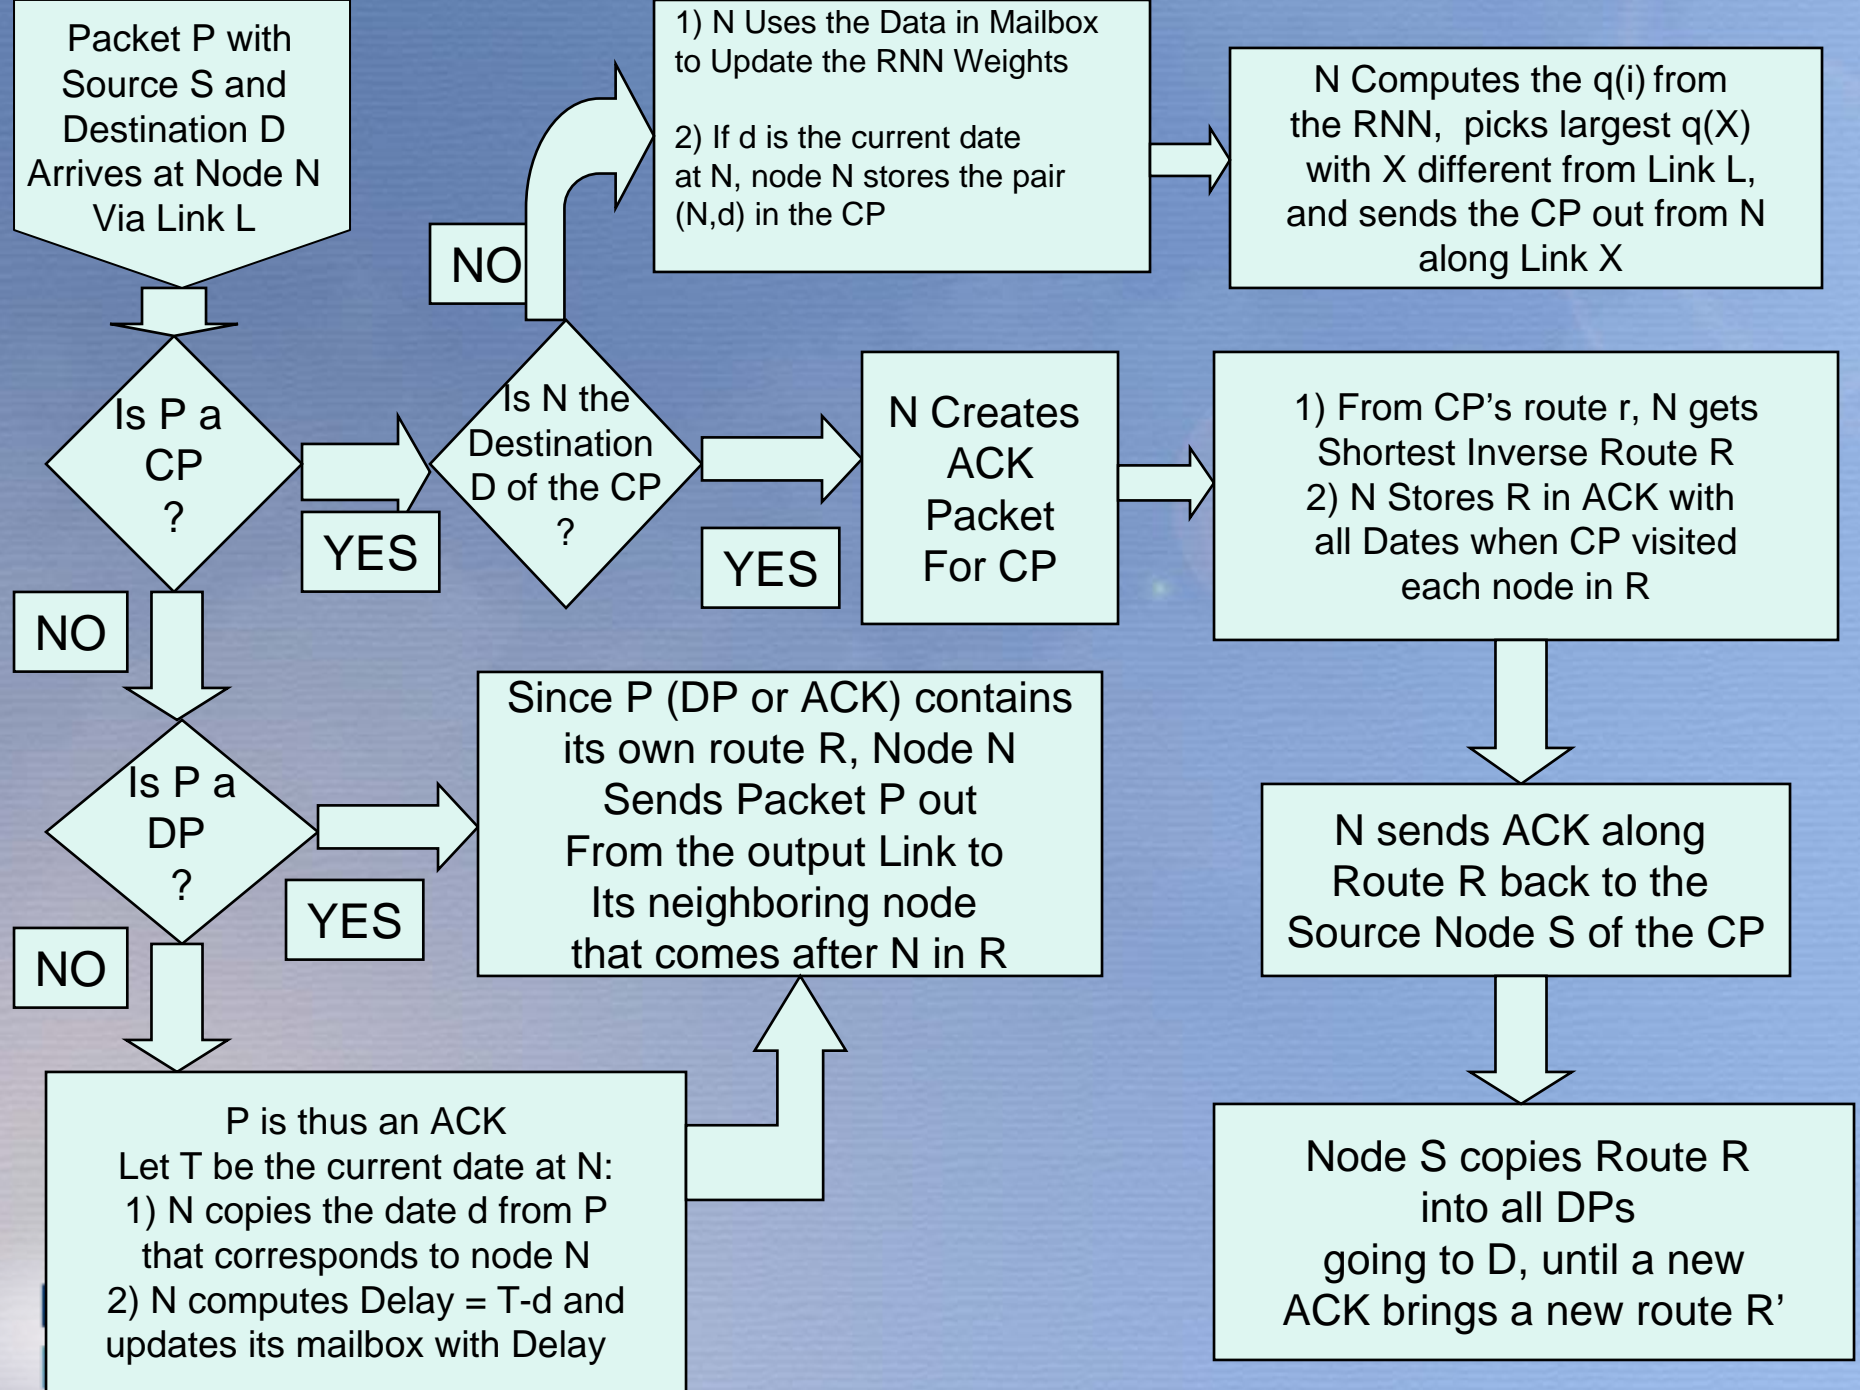 Packet P with
Source S and
Destination D
Arrives at Node N
Via Link L
1) N Uses the Data in Mailbox
to Update the RNN Weights
2) If d is the current date
at N, node N stores the pair
(N,d) in the CP
N Computes the q(i) from
the RNN, picks largest q(X)
with X different from Link L,
and sends the CP out from N
along Link X
NO
Is P a
CP
?
YES
Is N the
Destination
D of the CP
?
YES
N Creates
ACK
Packet
For CP
1) From CP’s route r, N gets
Shortest Inverse Route R
2) N Stores R in ACK with
all Dates when CP visited
each node in R
NO
Is P a
DP
?
YES
Since P (DP or ACK) contains
its own route R, Node N
Sends Packet P out
From the output Link to
Its neighboring node
that comes after N in R
N sends ACK along
Route R back to the
Source Node S of the CP
NO
P is thus an ACK
Let T be the current date at N:
1) N copies the date d from P
that corresponds to node N
2) N computes Delay = T-d and
updates its mailbox with Delay
Node S copies Route R
into all DPs
going to D, until a new
ACK brings a new route R’